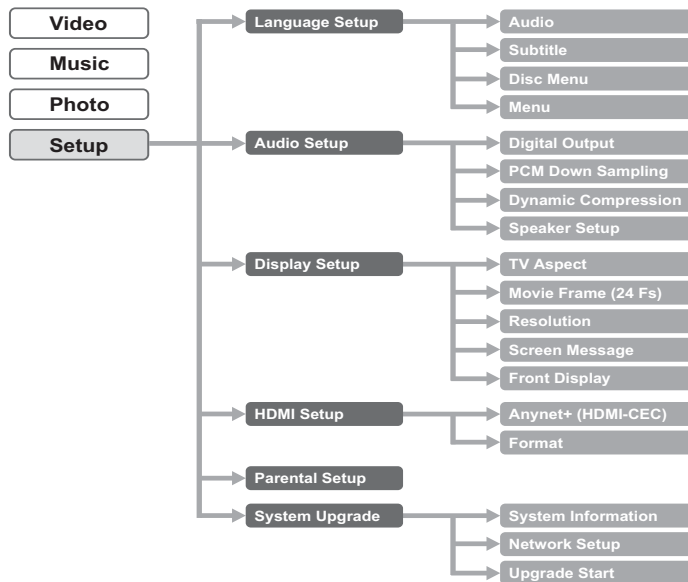 Video
Music
Photo
Setup
Language Setup
Audio
Subtitle
Disc Menu
Menu
Audio Setup
Digital Output
PCM Down Sampling
Dynamic Compression
Speaker Setup
Display Setup
TV Aspect
Movie Frame (24 Fs)
Resolution
Screen Message
Front Display
HDMI Setup
Anynet+ (HDMI-CEC)
Format
Parental Setup
System Upgrade
System Information
Network Setup
Upgrade Start